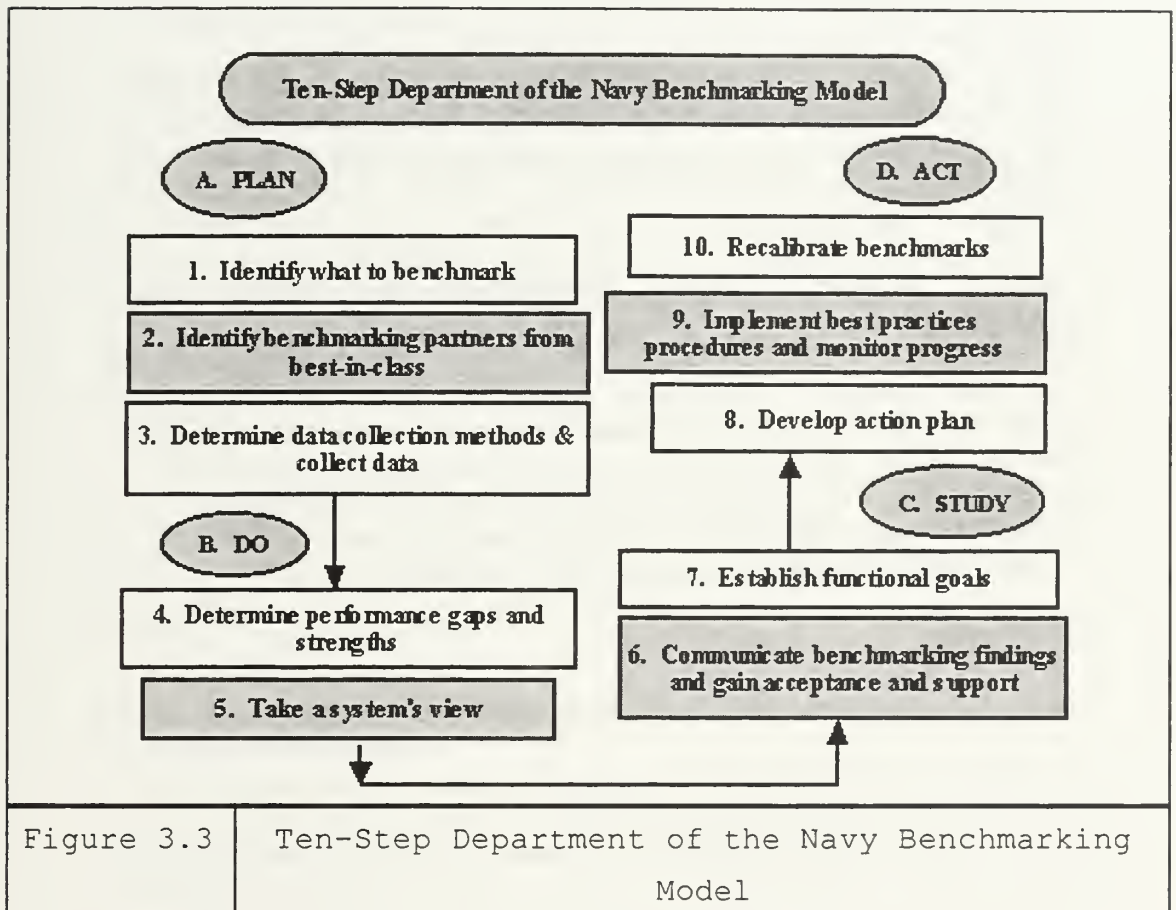 Ten-Step Department of the Navy Benchmarking Model
A. PLAN
1. Identify what to benchmark
2. Identify benchmarking partners from
best-in-class
3. Determine data collection methods &
collect data
B. DO
4. Determine performance gaps and
strengths
5. Take a system's view
D. ACT
10. Recalibrate benchmarks
9. Implement best practices
procedures and monitor progress
8. Develop action plan
C. STUDY
7. Establish functional goals
6. Communicate benchmarking findings
and gain acceptance and support
Figure 3.3
Ten-Step Department of the Navy Benchmarking
Model